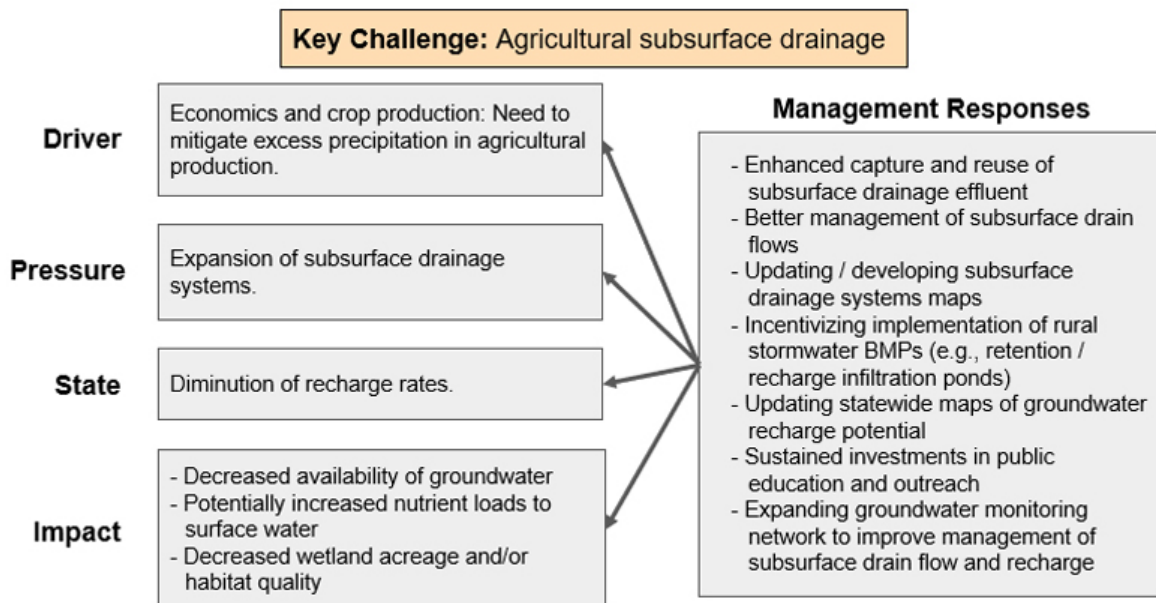 Key Challenge: Agricultural subsurface drainage
Driver
Economics and crop production: Need to
mitigate excess precipitation in agricultural
production.
Pressure
Expansion of subsurface drainage
systems.
State
Diminution of recharge rates.
Impact
- Decreased availability of groundwater
- Potentially increased nutrient loads to
surface water
- Decreased wetland acreage and/or
habitat quality
Management Responses
- Enhanced capture and reuse of
subsurface drainage effluent
- Better management of subsurface drain
flows
- Updating / developing subsurface
drainage systems maps
- Incentivizing implementation of rural
stormwater BMPs (e.g., retention /
recharge infiltration ponds)
- Updating statewide maps of groundwater
recharge potential
- Sustained investments in public
education and outreach
- Expanding groundwater monitoring
network to improve management of
subsurface drain flow and recharge